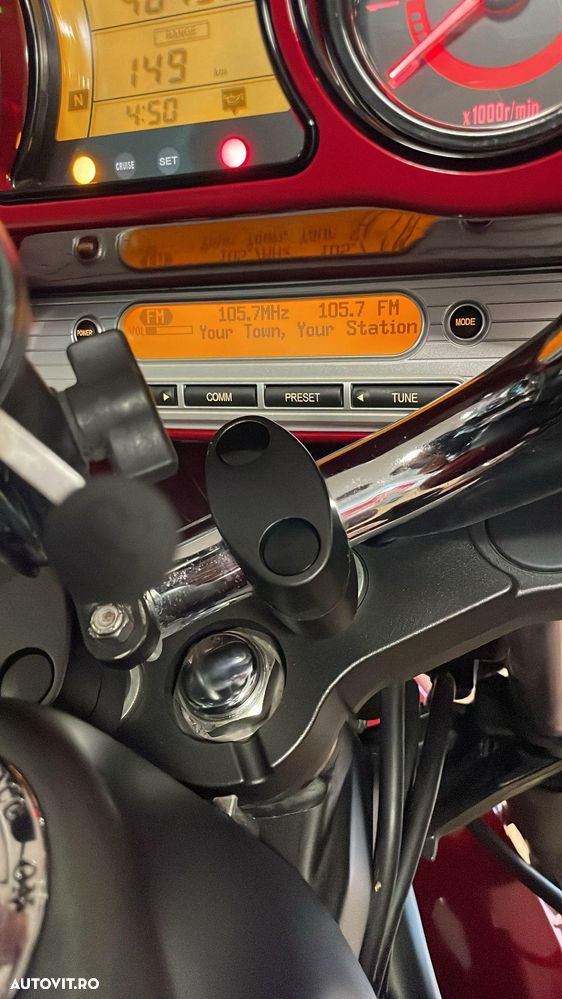 RANGE
149 km
N
4:50
x1000r/min
CRUISE SET
FM 105.7MHz 105.7 FM
VOL Your Town, Your Station
POWER
MODE
COMM PRESET TUNE
AUTOVIT.RO